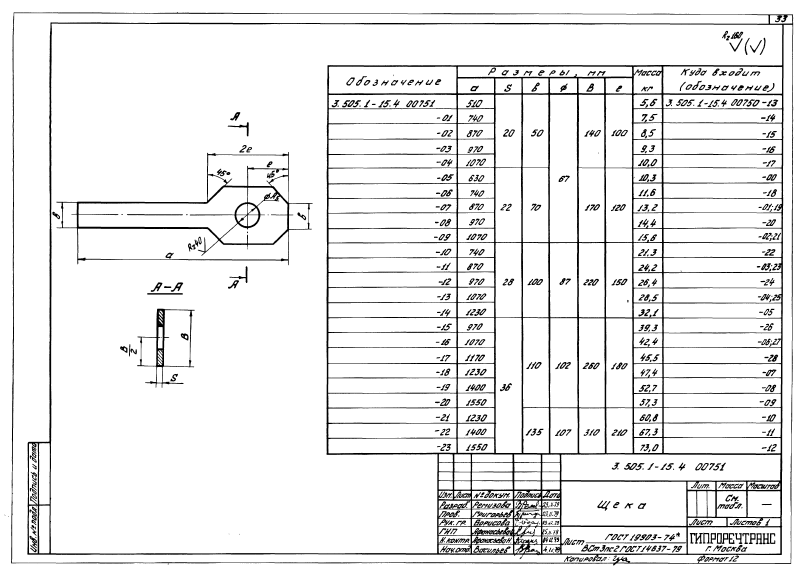 33
Rz160 √(√)
Обозначение Размеры, мм Масса кг Куда входит (обозначение)
a S в ф B e
3.505.1-15.4 00751 510 5,6 3.505.1-15.4 00750-13
-01 740 7,5 -14
-02 870 20 50 140 100 8,5 -15
-03 970 9,3 -16
-04 1070 10,0 -17
-05 630 67 10,3 -00
-06 740 11,6 -18
-07 870 22 70 170 120 13,2 -01;19
-08 970 14,4 -20
-09 1070 15,6 -02;21
-10 740 21,3 -22
-11 870 24,2 -03;23
-12 970 28 100 87 220 150 26,4 -24
-13 1070 28,5 -04;25
-14 1230 32,1 -05
-15 970 39,3 -26
-16 1070 42,4 -06;27
-17 1170 45,5 -28
-18 1230 110 102 260 180 47,4 -07
-19 1400 36 52,7 -08
-20 1550 57,3 -09
-21 1230 60,8 -10
-22 1400 135 107 310 210 67,3 -11
-23 1550 73,0 -12
A
2e
e
45° 45°
в
в
Rz40
a
A
A-A
B/2
B
S
3.505.1-15.4 00751
Изм. Лист № докум. Подпись Дата
Разраб. Ремизова
Пров. Григорьев
Рук. гр. Борисова
ГИП
Н. контр.
Нач. отд. Васильев
Щека
Лит. Масса Масштаб
См. табл. —
Лист Листов 1
Лист ГОСТ 19903-74*
ВСт3пс2 ГОСТ 14637-79
ГИПРОРЕЧТРАНС
г. Москва
Копировал
Формат 12
Инв. № подл. Подпись и дата